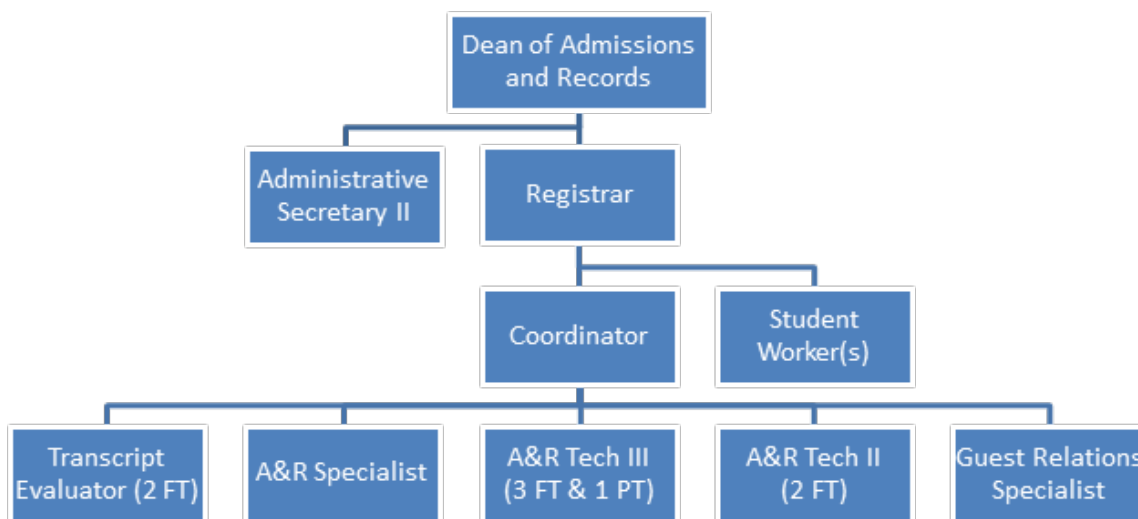 Dean of Admissions
and Records
Administrative
Secretary II
Registrar
Coordinator
Student
Worker(s)
Transcript
Evaluator (2 FT)
A&R Specialist
A&R Tech III
(3 FT & 1 PT)
A&R Tech II
(2 FT)
Guest Relations
Specialist